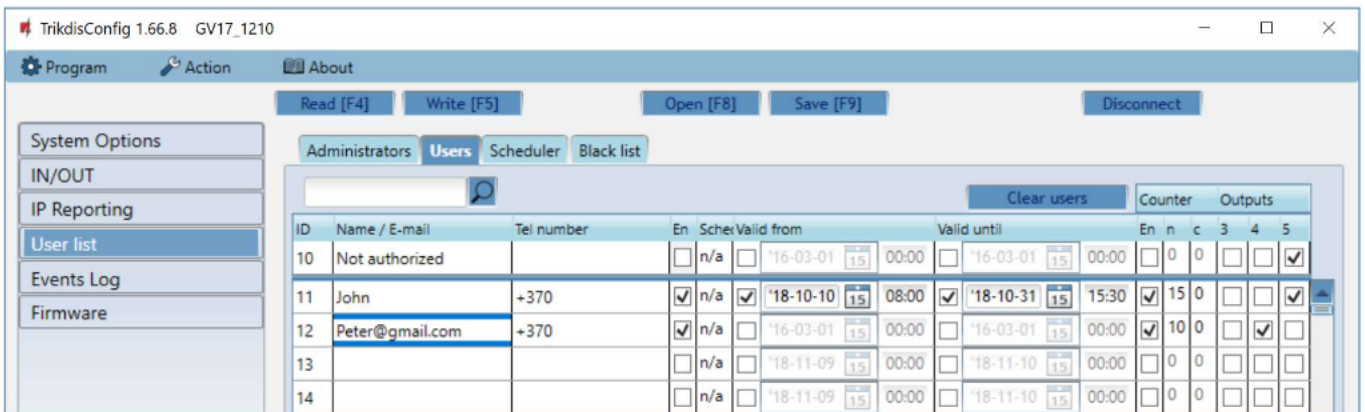 TrikdisConfig 1.66.8 GV17_1210
Program Action About
Read [F4] Write [F5] Open [F8] Save [F9] Disconnect
System Options
IN/OUT
IP Reporting
User list
Events Log
Firmware
Administrators Users Scheduler Black list
Clear users Counter Outputs
ID Name / E-mail Tel number En Sche Valid from Valid until En n c 3 4 5
10 Not authorized n/a '16-03-01 15 00:00 '16-03-01 15 00:00 0 0
11 John +370 n/a '18-10-10 15 08:00 '18-10-31 15 15:30 15 0
12 Peter@gmail.com +370 n/a '16-03-01 15 00:00 '16-03-01 15 00:00 10 0
13 n/a '18-11-09 15 00:00 '18-11-10 15 00:00 0 0
14 n/a '18-11-09 15 00:00 '18-11-10 15 00:00 0 0